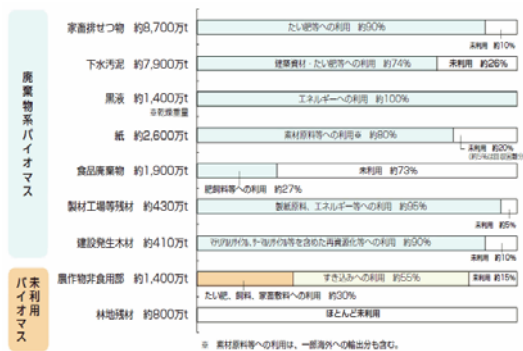 廃棄物系バイオマス
家畜排せつ物 約8,700万t
たい肥等への利用 約90%
未利用 約10%
下水汚泥 約7,900万t
建築資材・たい肥等への利用 約74%
未利用 約26%
黒液 約1,400万t
※乾燥重量
エネルギーへの利用 約100%
紙 約2,600万t
素材原料等への利用※ 約80%
未利用 約20%
食品廃棄物 約1,900万t
未利用 約73%
肥飼料等への利用 約27%
製材工場等残材 約430万t
製紙原料、エネルギー等への利用 約95%
未利用 約5%
建設発生木材 約410万t
マテリアルリサイクル、サーマルリサイクル等を含めた再資源化等への利用 約90%
未利用 約10%
未利用バイオマス
農作物非食用部 約1,400万t
すき込みへの利用 約55%
未利用 約15%
たい肥、飼料、家畜敷料への利用 約30%
林地残材 約800万t
ほとんど未利用
※ 素材原料等への利用は、一部海外への輸出分も含む。